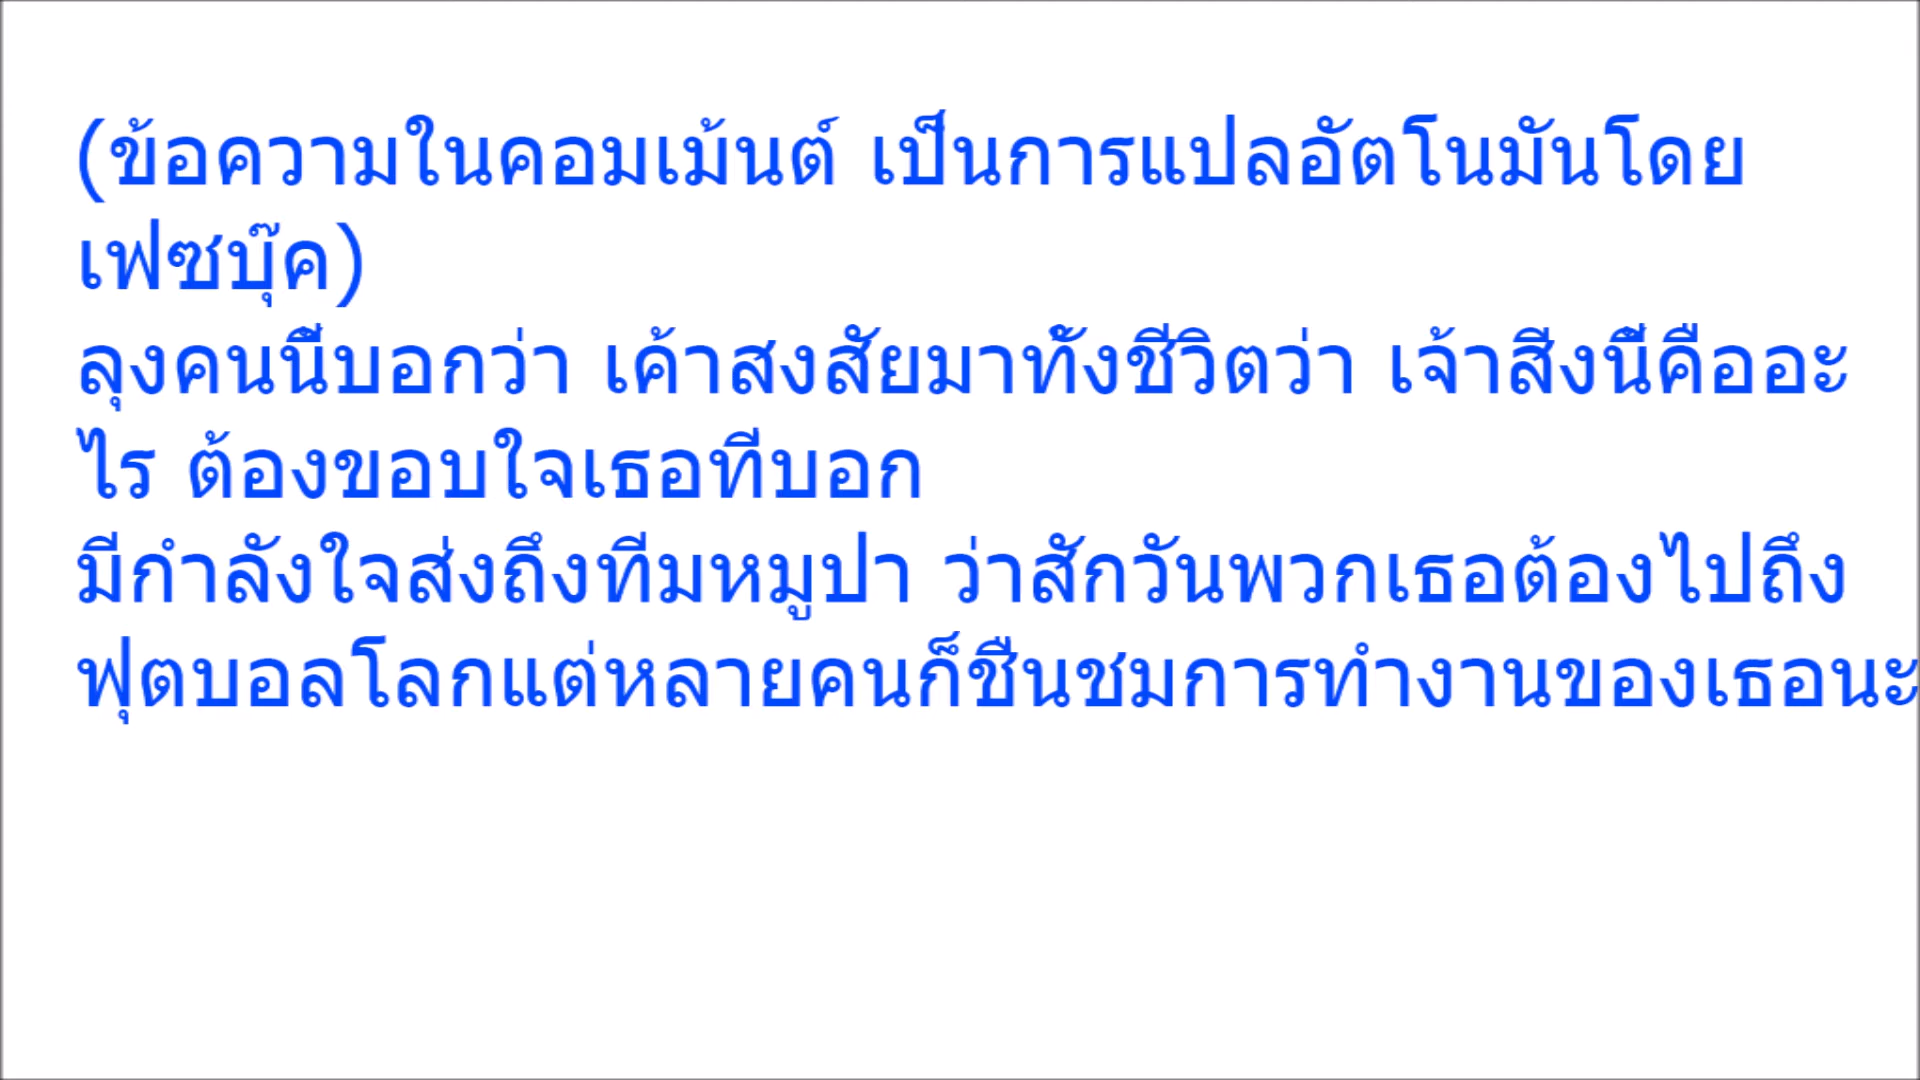 (ข้อความในคอมเม้นต์ เป็นการแปลอัตโนมันโดย
เฟซบุ๊ค)
ลุงคนนี้บอกว่า เค้าสงสัยมาทั้งชีวิตว่า เจ้าสิ่งนี้คืออะ
ไร ต้องขอบใจเธอที่บอก
มีกำลังใจส่งถึงทีมหมูปา ว่าสักวันพวกเธอต้องไปถึง
ฟุตบอลโลกแต่หลายคนก็ชื่นชมการทำงานของเธอนะ